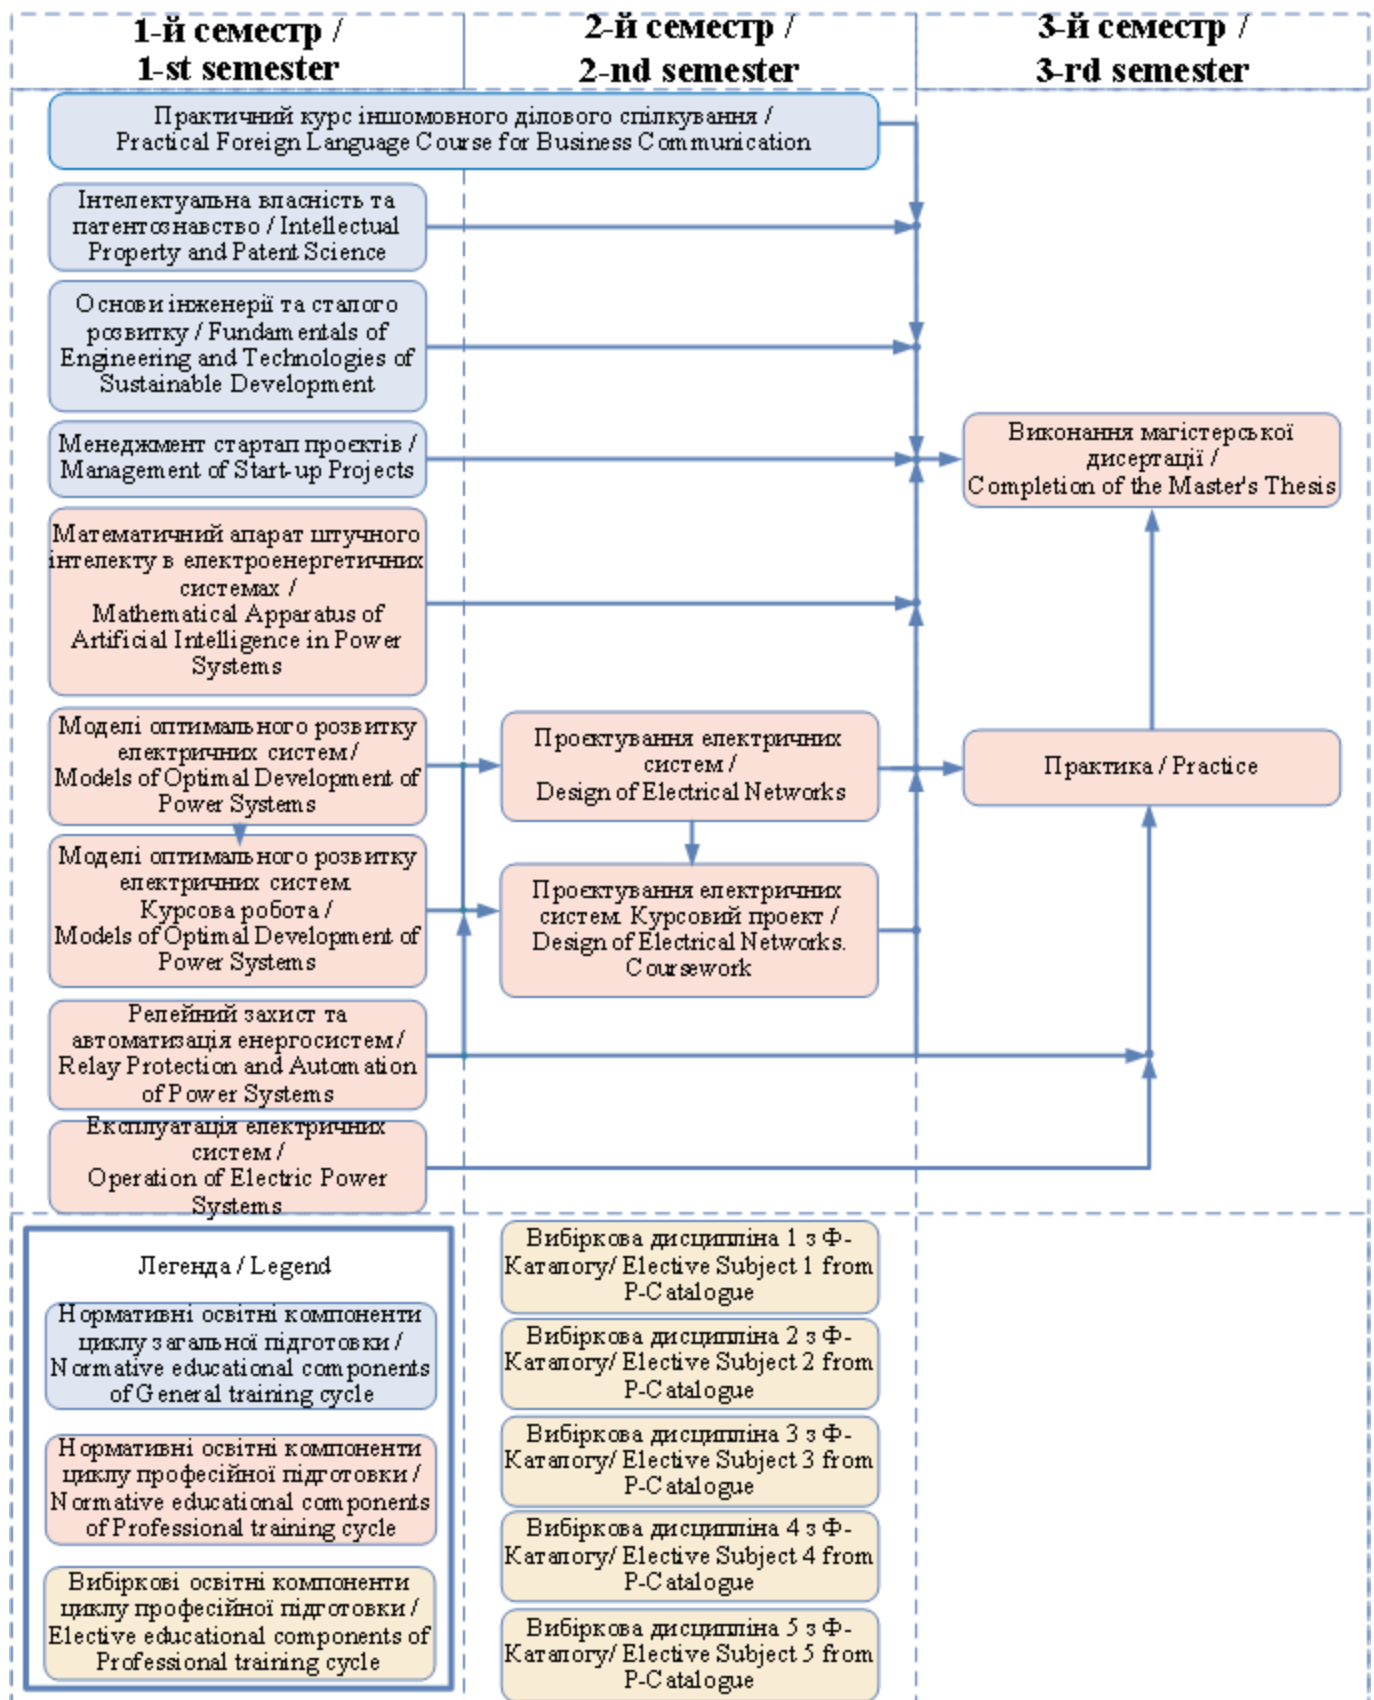 1-й семестр /
1-st semester
2-й семестр /
2-nd semester
3-й семестр /
3-rd semester
Практичний курс іншомовного ділового спілкування /
Practical Foreign Language Course for Business Communication
Інтелектуальна власність та
патентознавство / Intellectual
Property and Patent Science
Основи інженерії та сталого
розвитку / Fundamentals of
Engineering and Technologies of
Sustainable Development
Менеджмент стартап проєктів /
Management of Start-up Projects
Виконання магістерської
дисертації /
Completion of the Master's Thesis
Математичний апарат штучного
інтелекту в електроенергетичних
системах /
Mathematical Apparatus of
Artificial Intelligence in Power
Systems
Моделі оптимального розвитку
електричних систем /
Models of Optimal Development of
Power Systems
Проєктування електричних
систем /
Design of Electrical Networks
Практика / Practice
Моделі оптимального розвитку
електричних систем.
Курсова робота /
Models of Optimal Development of
Power Systems
Проєктування електричних
систем. Курсовий проект /
Design of Electrical Networks.
Coursework
Релейний захист та
автоматизація енергосистем /
Relay Protection and Automation
of Power Systems
Експлуатація електричних
систем /
Operation of Electric Power
Systems
Легенда / Legend
Нормативні освітні компоненти
циклу загальної підготовки /
Normative educational components
of General training cycle
Нормативні освітні компоненти
циклу професійної підготовки /
Normative educational components
of Professional training cycle
Вибіркові освітні компоненти
циклу професійної підготовки /
Elective educational components of
Professional training cycle
Вибіркова дисципліна 1 з Ф-
Каталогу/ Elective Subject 1 from
P-Catalogue
Вибіркова дисципліна 2 з Ф-
Каталогу/ Elective Subject 2 from
P-Catalogue
Вибіркова дисципліна 3 з Ф-
Каталогу/ Elective Subject 3 from
P-Catalogue
Вибіркова дисципліна 4 з Ф-
Каталогу/ Elective Subject 4 from
P-Catalogue
Вибіркова дисципліна 5 з Ф-
Каталогу/ Elective Subject 5 from
P-Catalogue